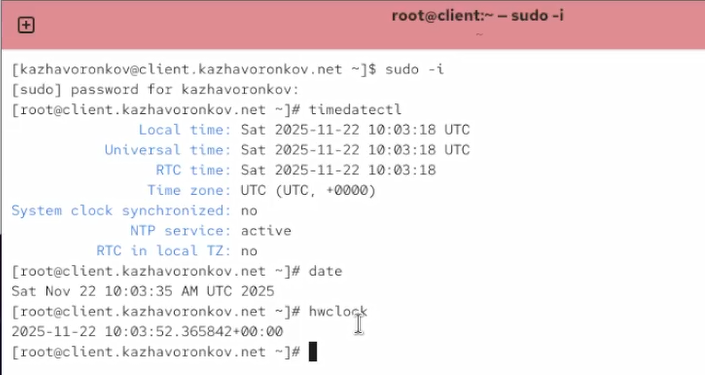 root@client:~ — sudo -i
~
[kazhavoronkov@client.kazhavoronkov.net ~]$ sudo -i
[sudo] password for kazhavoronkov:
[root@client.kazhavoronkov.net ~]# timedatectl
Local time: Sat 2025-11-22 10:03:18 UTC
Universal time: Sat 2025-11-22 10:03:18 UTC
RTC time: Sat 2025-11-22 10:03:18
Time zone: UTC (UTC, +0000)
System clock synchronized: no
NTP service: active
RTC in local TZ: no
[root@client.kazhavoronkov.net ~]# date
Sat Nov 22 10:03:35 AM UTC 2025
[root@client.kazhavoronkov.net ~]# hwclock
2025-11-22 10:03:52.365842+00:00
[root@client.kazhavoronkov.net ~]#